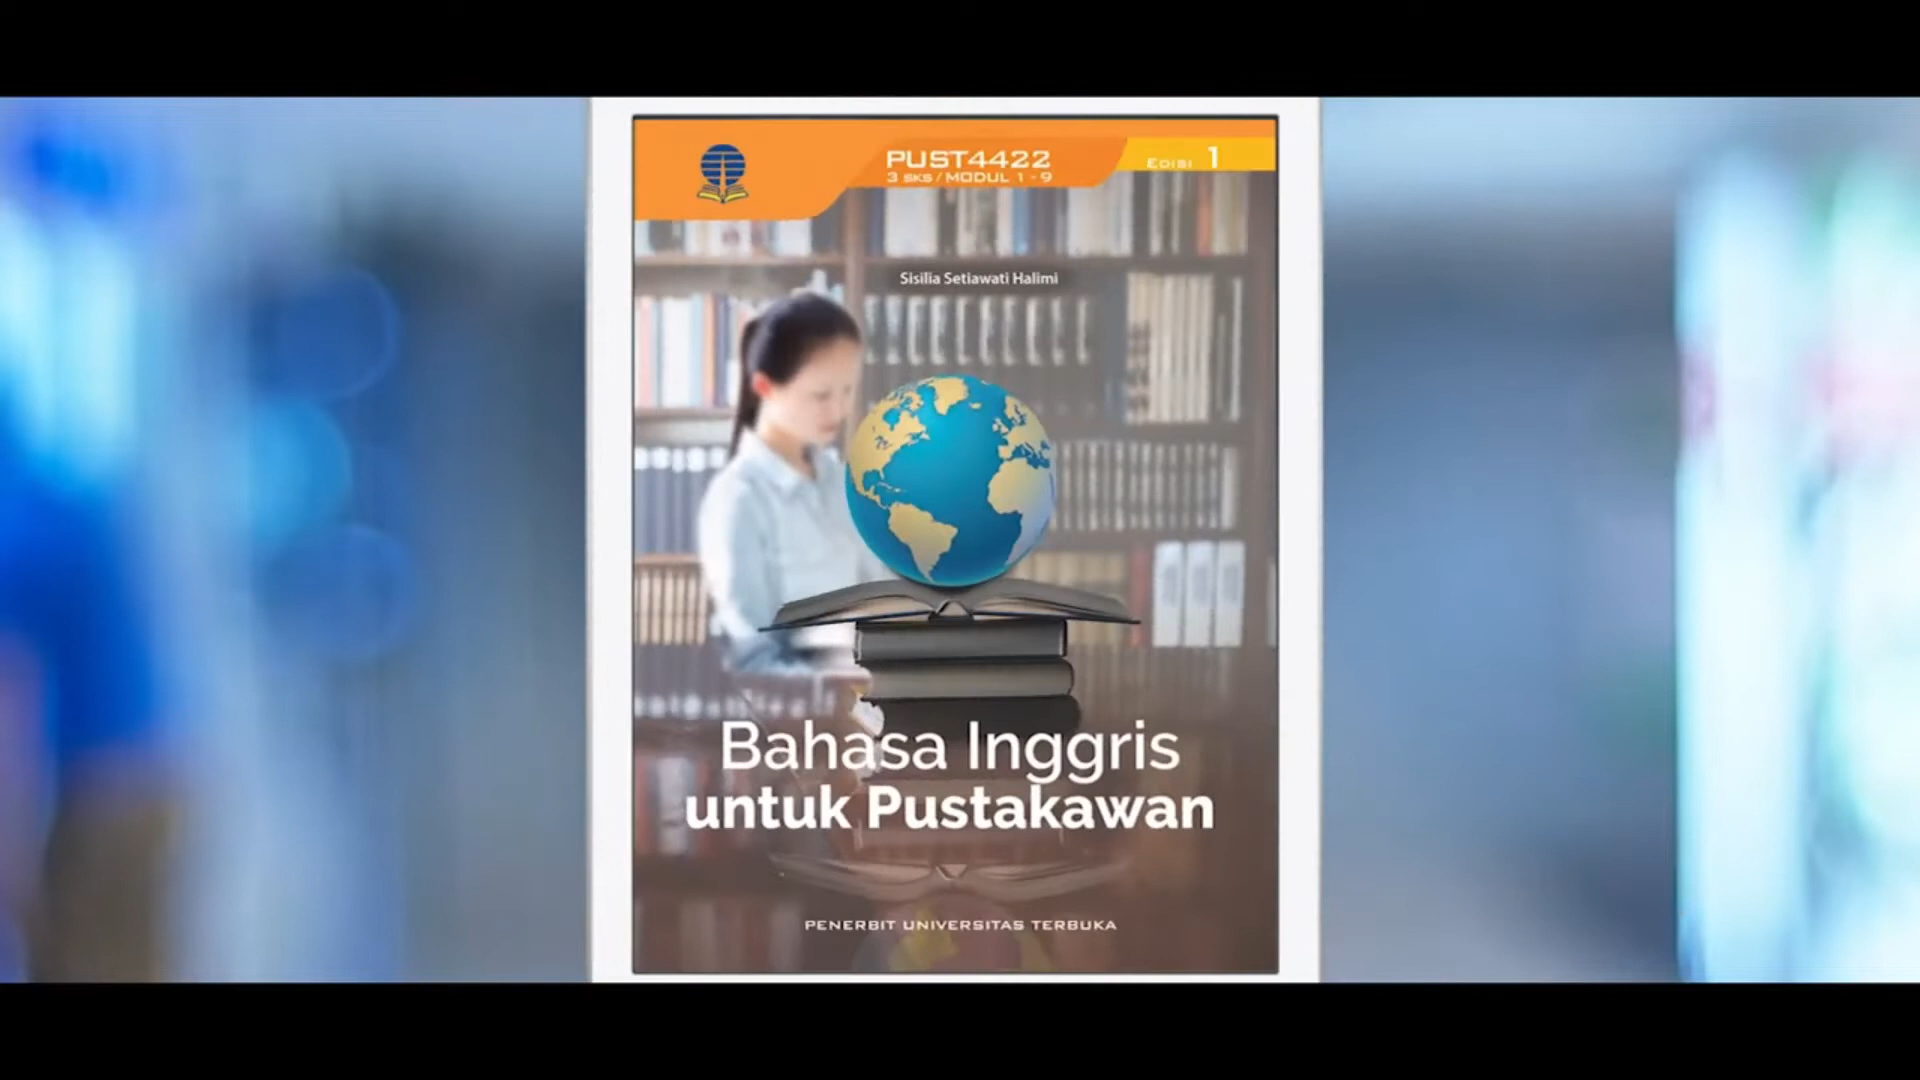 PUST4422
3 SKS / MODUL 1 - 9
EDISI 1
Sisilia Setiawati Halimi
Bahasa Inggris
untuk Pustakawan
PENERBIT UNIVERSITAS TERBUKA